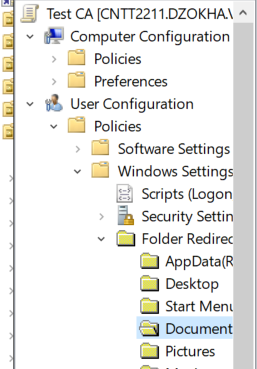 Test CA [CNTT2211.DZOKHA.V
Computer Configuration
Policies
Preferences
User Configuration
Policies
Software Settings
Windows Settings
Scripts (Logon
Security Settin
Folder Redirec
AppData(R
Desktop
Start Menu
Document
Pictures